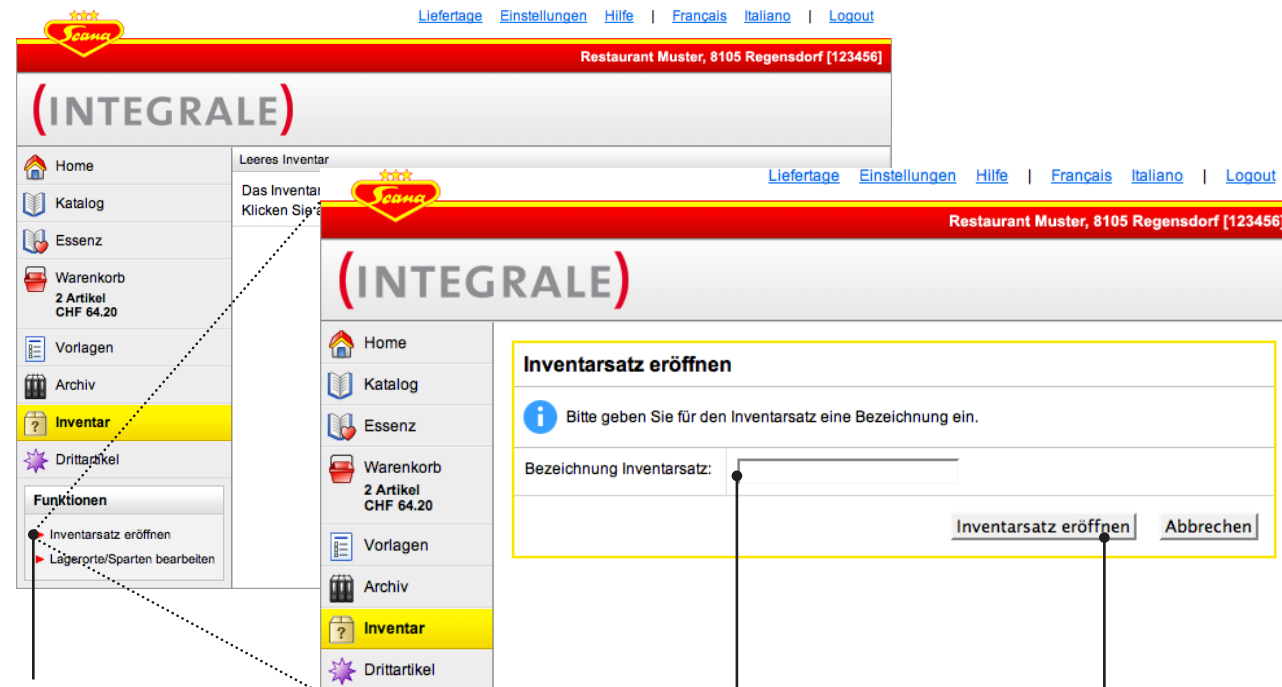 Scana
Liefertage Einstellungen Hilfe | Français Italiano | Logout
Restaurant Muster, 8105 Regensdorf [123456]
(INTEGRALE)
Home
Katalog
Essenz
Warenkorb
2 Artikel
CHF 64.20
Vorlagen
Archiv
Inventar
Drittartikel
Funktionen
Inventarsatz eröffnen
Lagerorte/Sparten bearbeiten
Leeres Inventar
Das Inventar
Klicken Sie
Scana
Liefertage Einstellungen Hilfe | Français Italiano | Logout
Restaurant Muster, 8105 Regensdorf [123456]
(INTEGRALE)
Home
Katalog
Essenz
Warenkorb
2 Artikel
CHF 64.20
Vorlagen
Archiv
Inventar
Drittartikel
Inventarsatz eröffnen
Bitte geben Sie für den Inventarsatz eine Bezeichnung ein.
Bezeichnung Inventarsatz:
Inventarsatz eröffnen Abbrechen